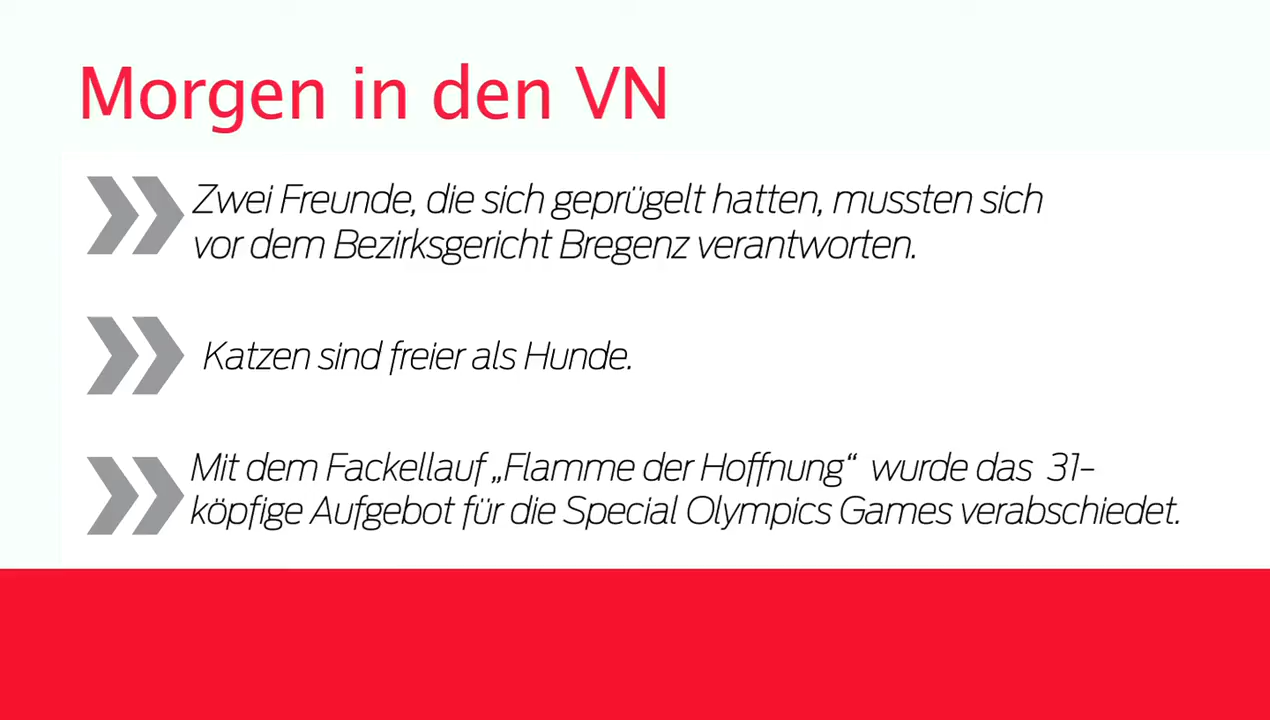 Morgen in den VN
Zwei Freunde, die sich geprügelt hatten, mussten sich
vor dem Bezirksgericht Bregenz verantworten.
Katzen sind freier als Hunde.
Mit dem Fackellauf „Flamme der Hoffnung“ wurde das 31-
köpfige Aufgebot für die Special Olympics Games verabschiedet.